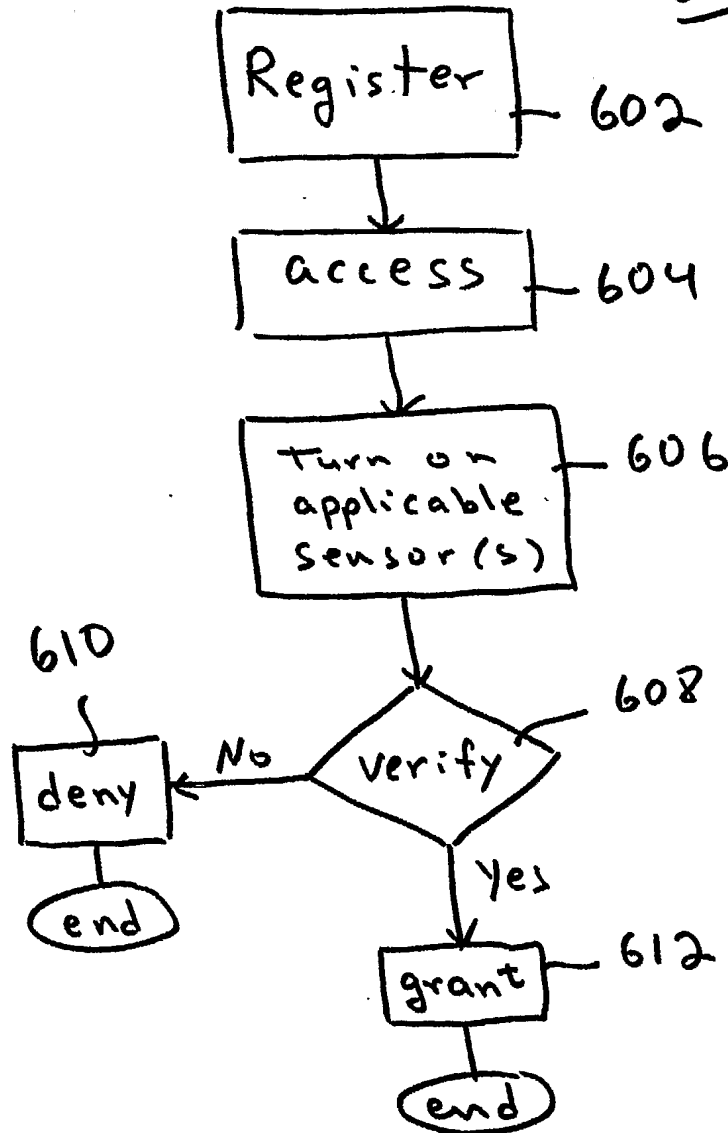 Register
602
access
604
Turn on
applicable
sensor(s)
606
verify
608
No
610
deny
end
Yes
grant
612
end